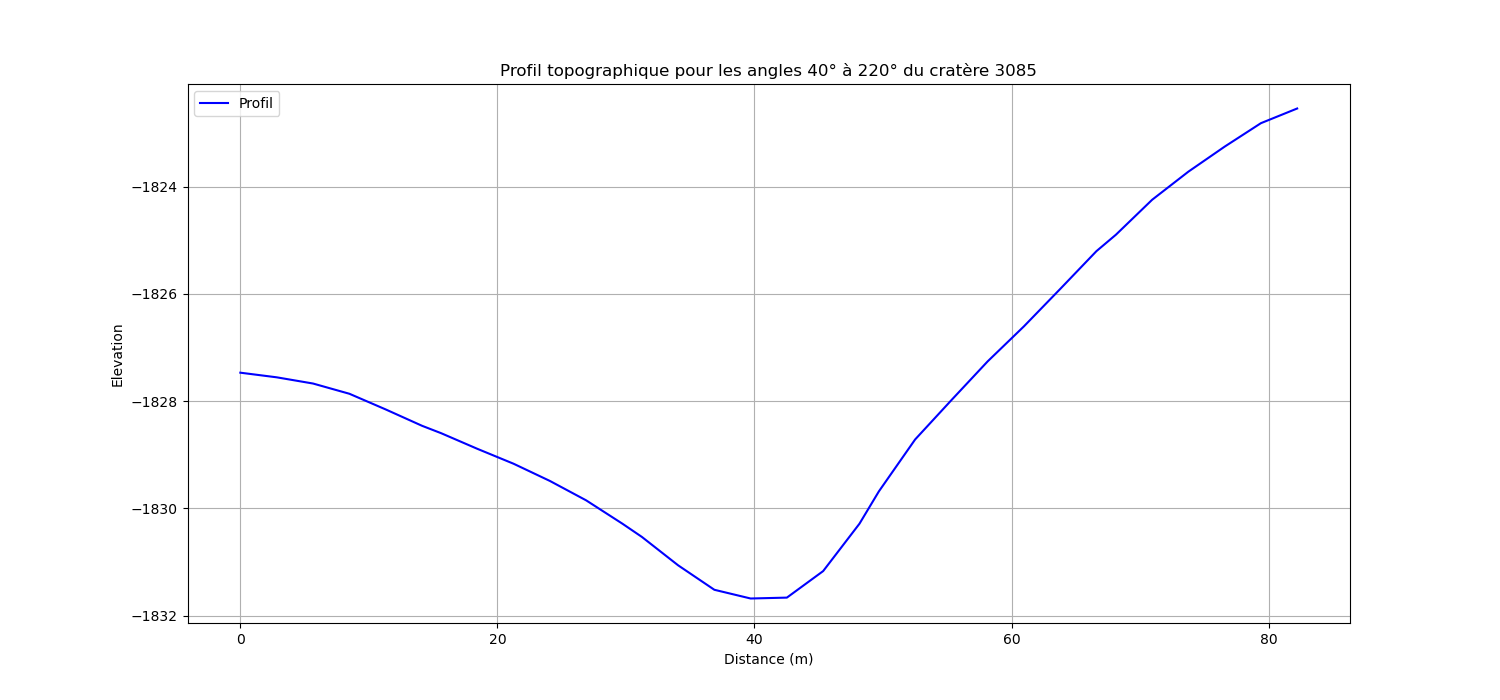 Profil topographique pour les angles 40° à 220° du cratère 3085
Profil
Elevation
−1824
−1826
−1828
−1830
−1832
0 20 40 60 80
Distance (m)